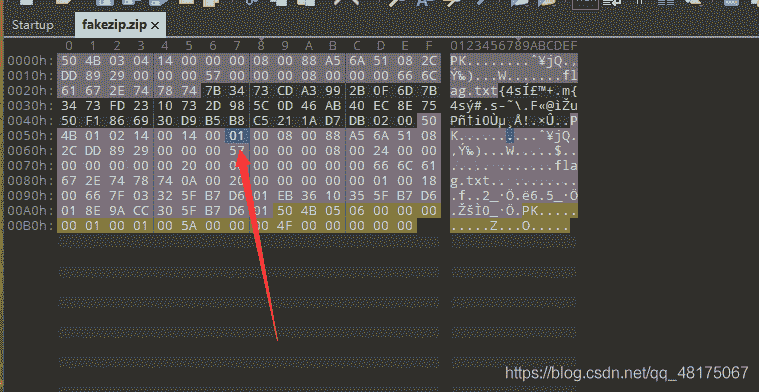 Startup
fakezip.zip ×
0 1 2 3 4 5 6 7 8 9 A B C D E F 0123456789ABCDEF
0000h: 50 4B 03 04 14 00 00 00 08 00 88 A5 6A 51 08 2C PK........ˆ¥jQ.,
0010h: DD 89 29 00 00 00 57 00 00 00 08 00 00 00 66 6C Ý‰)...W.......fl
0020h: 61 67 2E 74 78 74 7B 34 73 CD A3 99 2B 0F 6D 7B ag.txt{4sÍ£™+.m{
0030h: 34 73 FD 23 10 73 2D 98 5C 0D 46 AB 40 EC 8E 75 4sý#.s-˜\.F«@ìŽu
0040h: 50 F1 86 69 30 D9 B5 B8 C5 21 1A D7 DB 02 00 50 Pñ†i0Ùµ¸Å!.×Û..P
0050h: 4B 01 02 14 00 14 00 01 00 08 00 88 A5 6A 51 08 K..........ˆ¥jQ.
0060h: 2C DD 89 29 00 00 00 57 00 00 00 08 00 24 00 00 ,Ý‰)...W.....$..
0070h: 00 00 00 00 00 20 00 00 00 00 00 00 00 66 6C 61 ..... .......fla
0080h: 67 2E 74 78 74 0A 00 20 00 00 00 00 00 01 00 18 g.txt.. ........
0090h: 00 66 7F 03 32 5F B7 D6 01 EB 36 10 35 5F B7 D6 .f..2_·Ö.ë6.5_·Ö
00A0h: 01 8E 9A CC 30 5F B7 D6 01 50 4B 05 06 00 00 00 .ŽšÌ0_·Ö.PK.....
00B0h: 00 01 00 01 00 5A 00 00 00 4F 00 00 00 00 00 .....Z...O.....
https://blog.csdn.net/qq_48175067